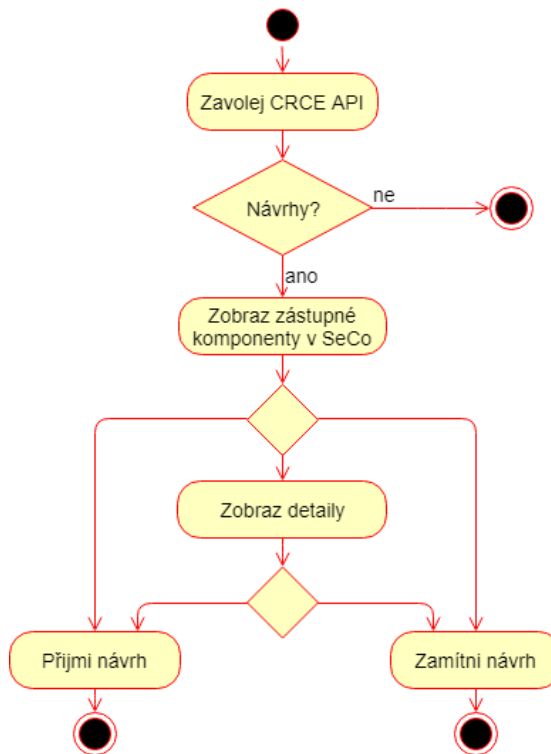 Zavolej CRCE API
Návrhy?
ne
ano
Zobraz zástupné
komponenty v SeCo
Zobraz detaily
Přijmi návrh
Zamítni návrh